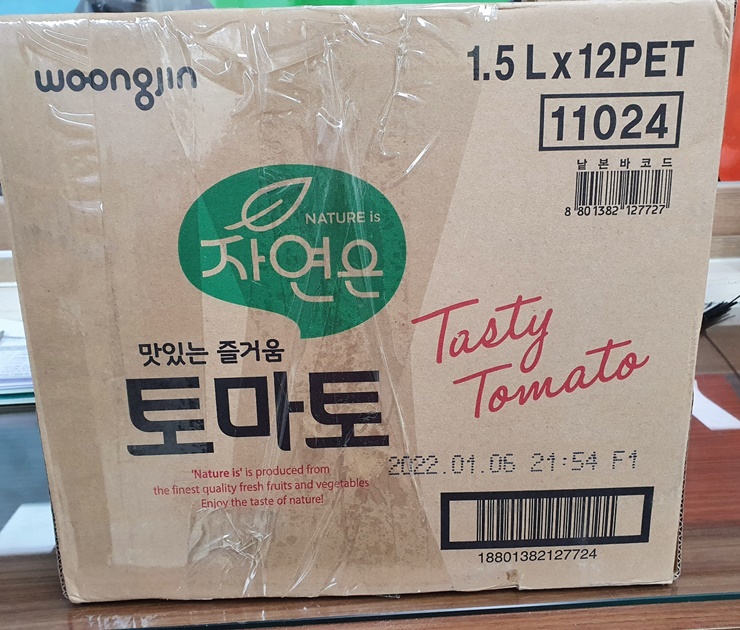 woongjin
1.5 L x 12PET
11024
낱본바코드
8 801382 127727
NATURE is
자연은
Tasty
Tomato
맛있는 즐거움
토마토
2022.01.06 21:54 F1
'Nature is' is produced from
the finest quality fresh fruits and vegetables
Enjoy the taste of nature!
18801382127724